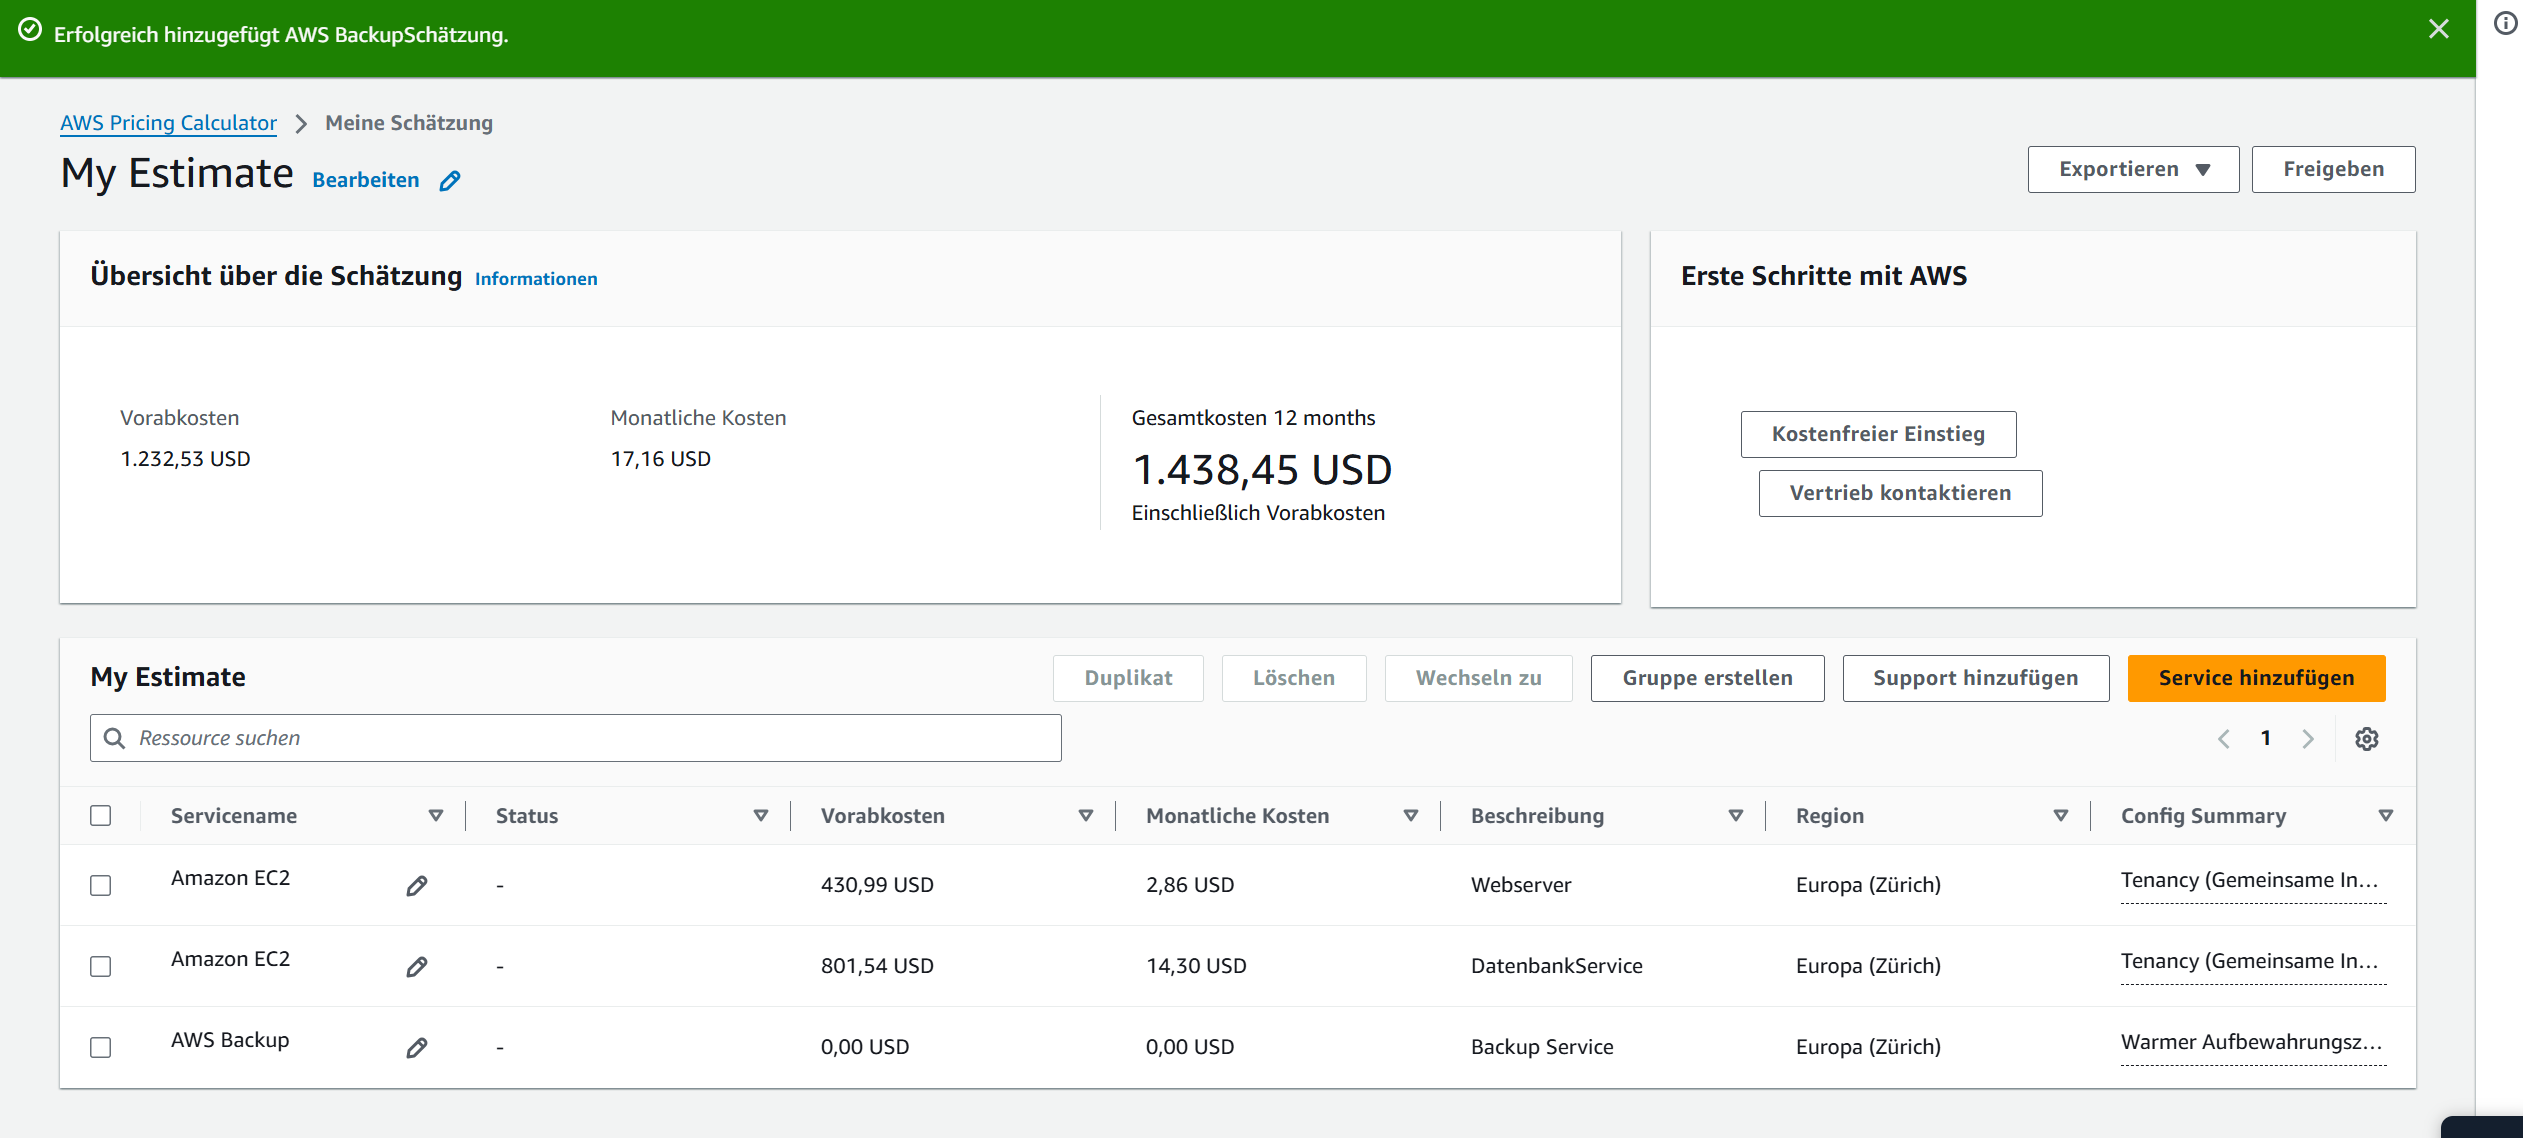 Erfolgreich hinzugefügt AWS BackupSchätzung.
AWS Pricing Calculator > Meine Schätzung
My Estimate Bearbeiten
Exportieren Freigeben
Übersicht über die Schätzung Informationen
Erste Schritte mit AWS
Vorabkosten Monatliche Kosten Gesamtkosten 12 months
1.232,53 USD 17,16 USD 1.438,45 USD
Einschließlich Vorabkosten
Kostenfreier Einstieg
Vertrieb kontaktieren
My Estimate Duplikat Löschen Wechseln zu Gruppe erstellen Support hinzufügen Service hinzufügen
Ressource suchen 1
Servicename Status Vorabkosten Monatliche Kosten Beschreibung Region Config Summary
Amazon EC2 - 430,99 USD 2,86 USD Webserver Europa (Zürich) Tenancy (Gemeinsame In...
Amazon EC2 - 801,54 USD 14,30 USD DatenbankService Europa (Zürich) Tenancy (Gemeinsame In...
AWS Backup - 0,00 USD 0,00 USD Backup Service Europa (Zürich) Warmer Aufbewahrungsz...